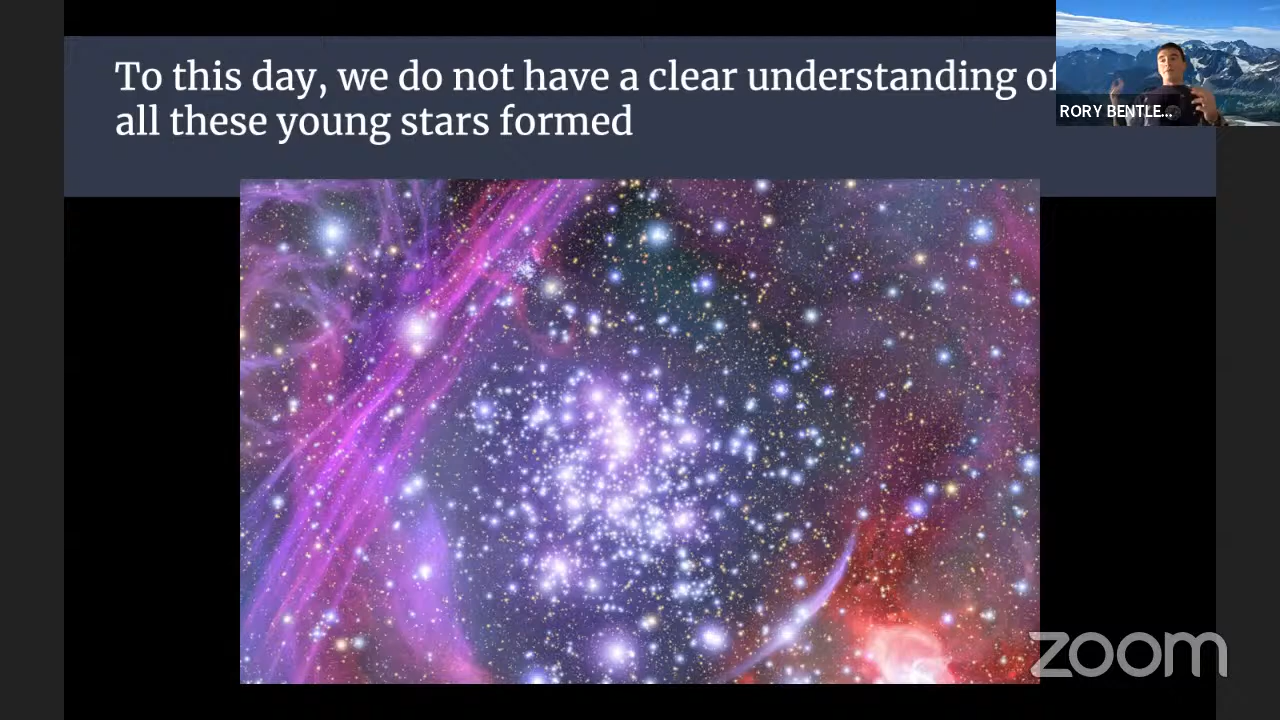 To this day, we do not have a clear understanding of
all these young stars formed
RORY BENTLE...
zoom